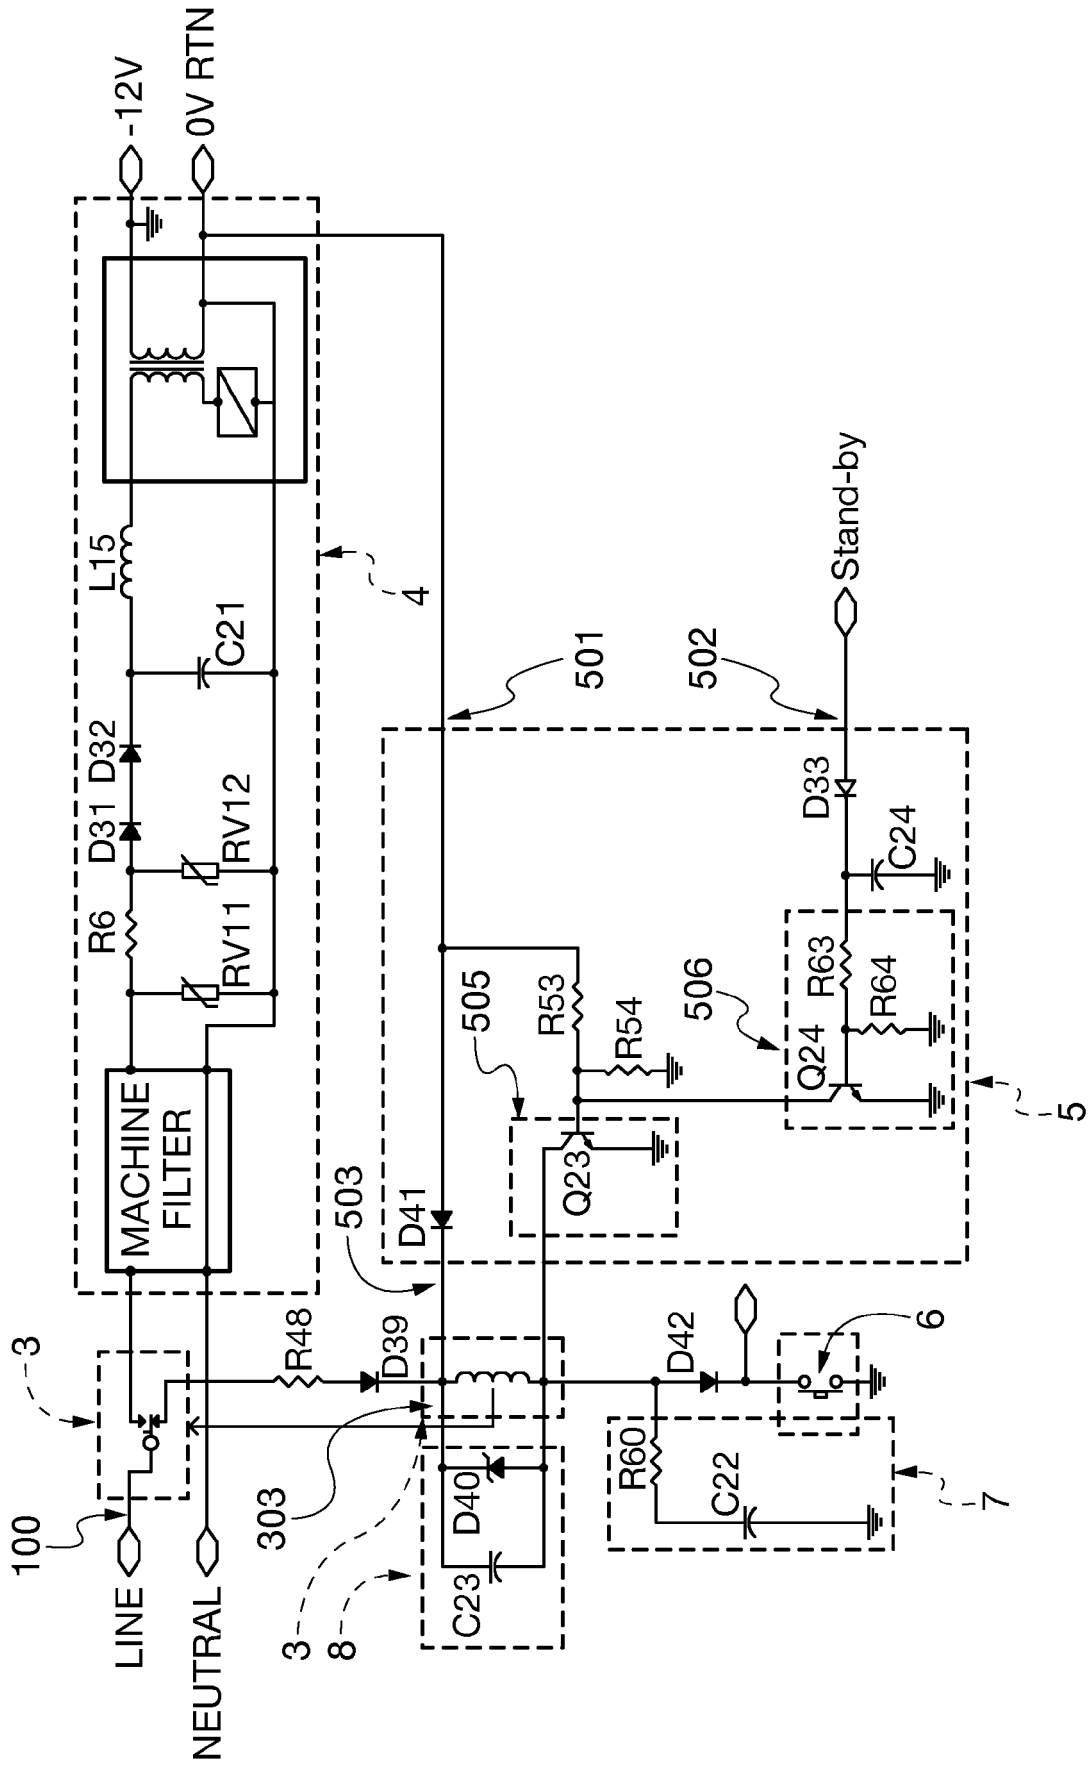 -12V
0V RTN
L15
C21
4
D32
D31
RV12
R6
RV11
MACHINE
FILTER
3
100
LINE
NEUTRAL
R48
D39
303
3
8
D40
C23
503
D41
501
502
Stand-by
D33
C24
505
R53
R54
506
R63
R64
Q24
Q23
5
D42
6
R60
C22
7